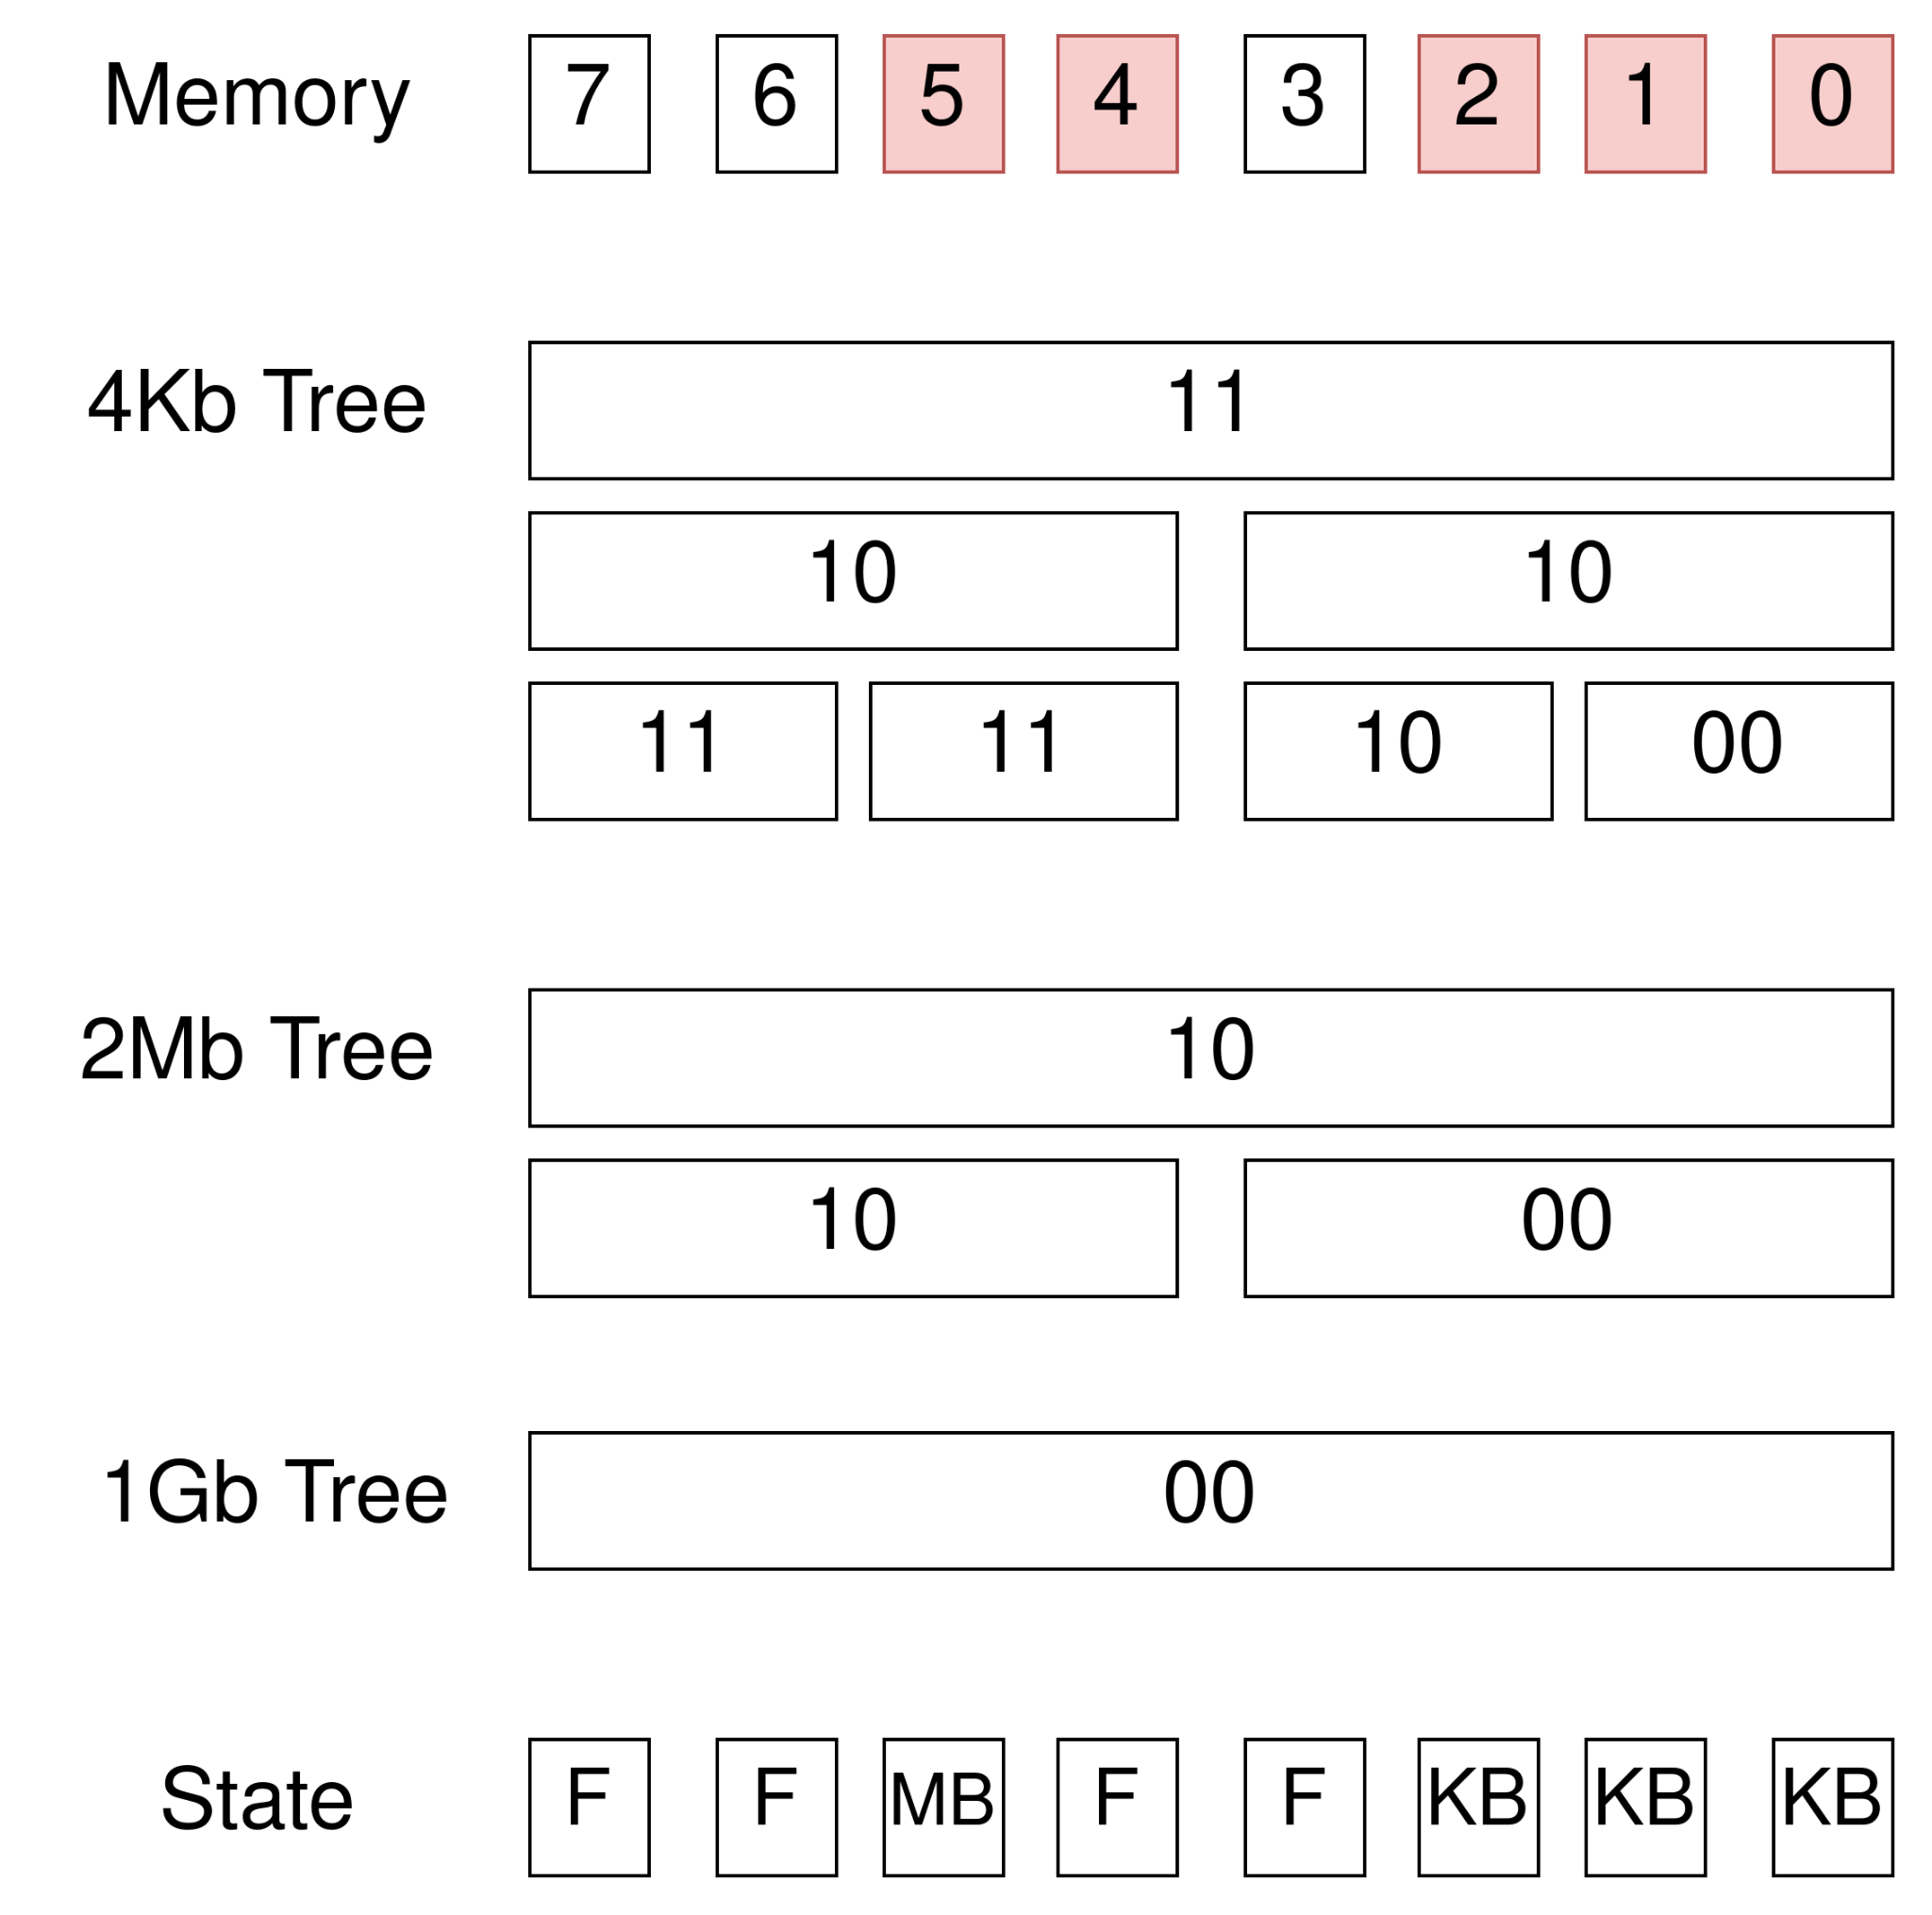 Memory 7 6 5 4 3 2 1 0
4Kb Tree 11
10 10
11 11 10 00
2Mb Tree 10
10 00
1Gb Tree 00
State F F MB F F KB KB KB